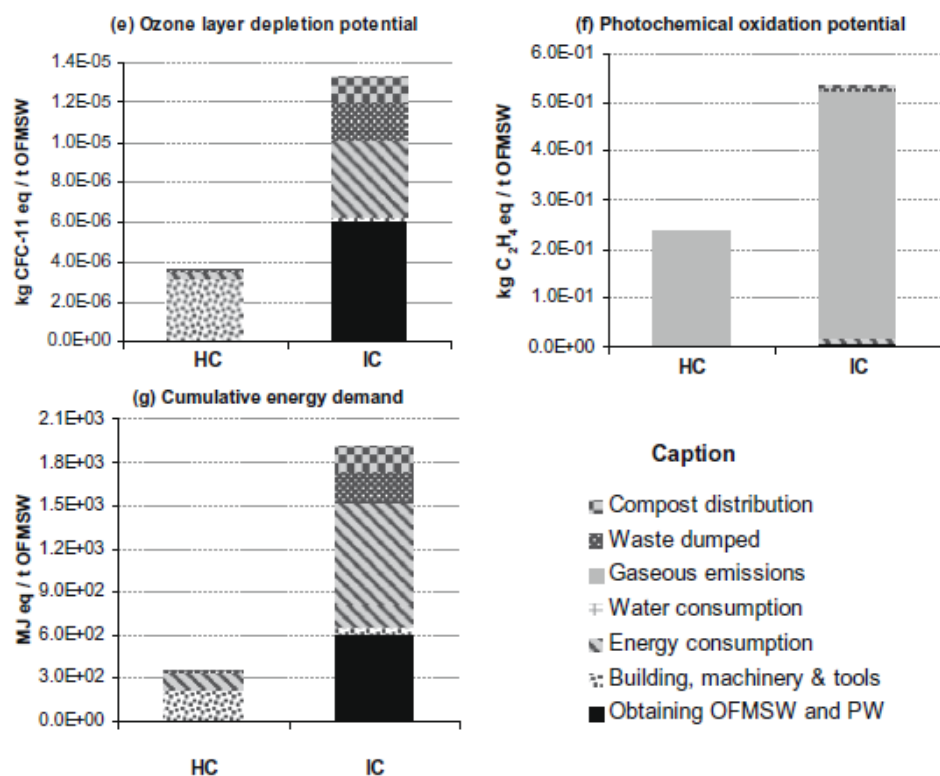 (e) Ozone layer depletion potential
kg CFC-11 eq / t OFMSW
1.4E-05
1.2E-05
1.0E-05
8.0E-06
6.0E-06
4.0E-06
2.0E-06
0.0E+00
HC IC
(f) Photochemical oxidation potential
kg C₂H₄ eq / t OFMSW
6.0E-01
5.0E-01
4.0E-01
3.0E-01
2.0E-01
1.0E-01
0.0E+00
HC IC
(g) Cumulative energy demand
MJ eq / t OFMSW
2.1E+03
1.8E+03
1.5E+03
1.2E+03
9.0E+02
6.0E+02
3.0E+02
0.0E+00
HC IC
Caption
Compost distribution
Waste dumped
Gaseous emissions
Water consumption
Energy consumption
Building, machinery & tools
Obtaining OFMSW and PW